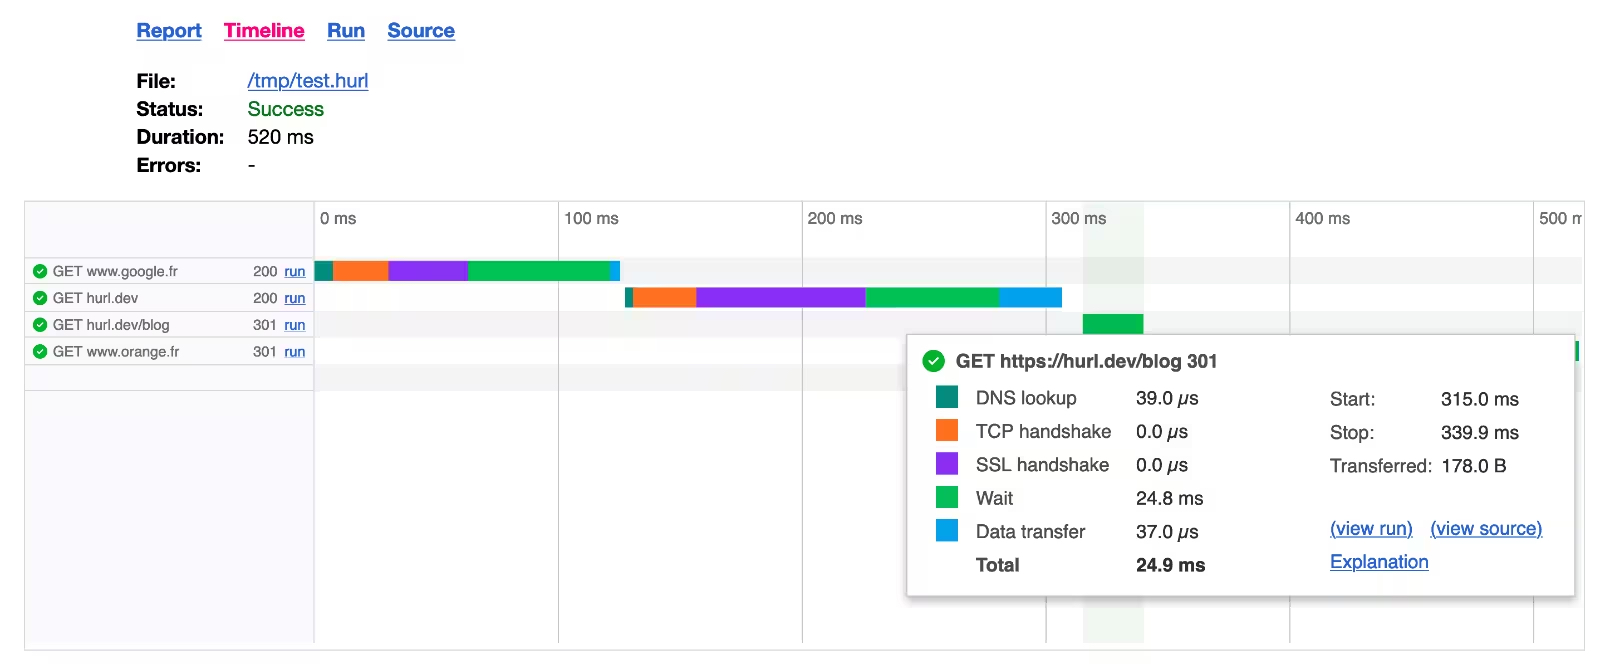 Report Timeline Run Source
File: /tmp/test.hurl
Status: Success
Duration: 520 ms
Errors: -
0 ms 100 ms 200 ms 300 ms 400 ms 500 m
GET www.google.fr 200 run
GET hurl.dev 200 run
GET hurl.dev/blog 301 run
GET www.orange.fr 301 run
GET https://hurl.dev/blog 301
DNS lookup 39.0 µs Start: 315.0 ms
TCP handshake 0.0 µs Stop: 339.9 ms
SSL handshake 0.0 µs Transferred: 178.0 B
Wait 24.8 ms
Data transfer 37.0 µs (view run) (view source)
Total 24.9 ms Explanation